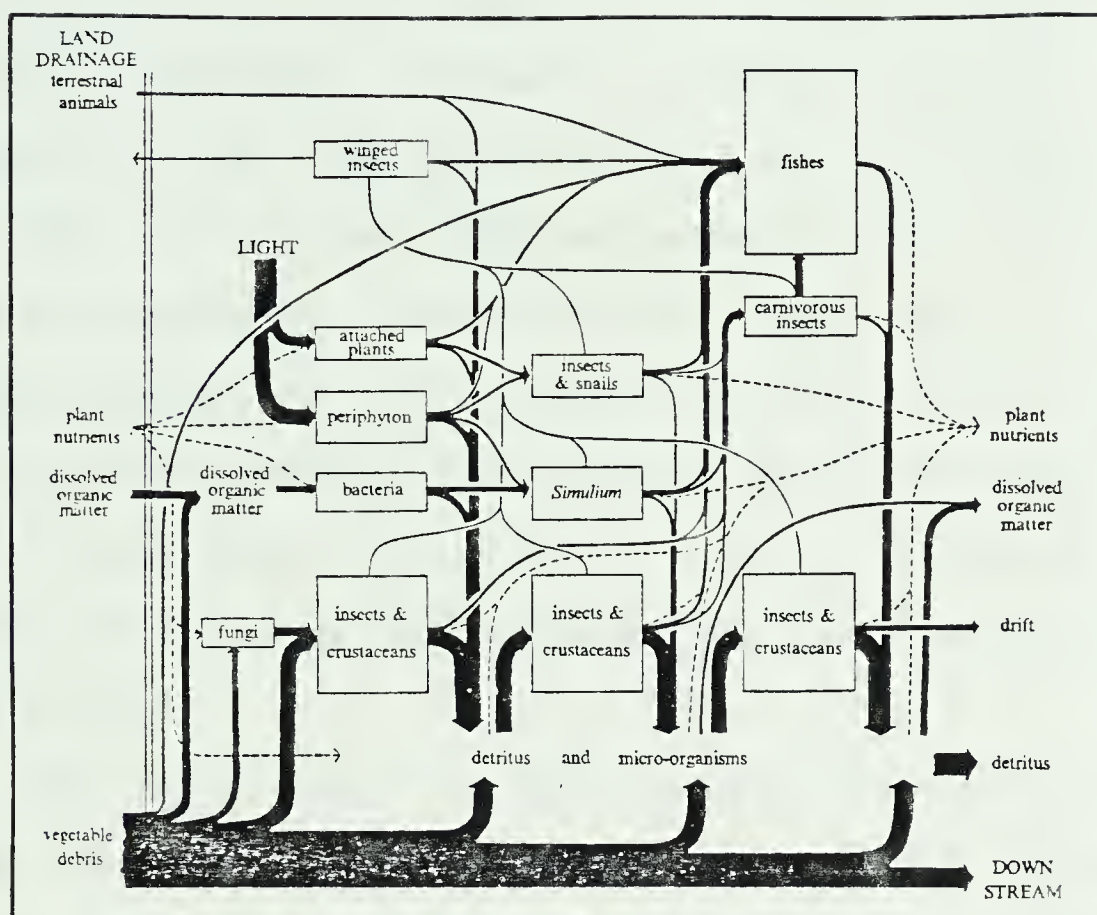 LAND
DRAINAGE
terrestrial
animals
winged
insects
fishes
LIGHT
carnivorous
insects
attached
plants
insects
& snails
plant
nutrients
periphyton
plant
nutrients
dissolved
organic
matter
dissolved
organic
matter
bacteria
Simulium
dissolved
organic
matter
fungi
insects &
crustaceans
insects &
crustaceans
insects &
crustaceans
drift
detritus and micro-organisms
detritus
vegetable
debris
DOWN
STREAM